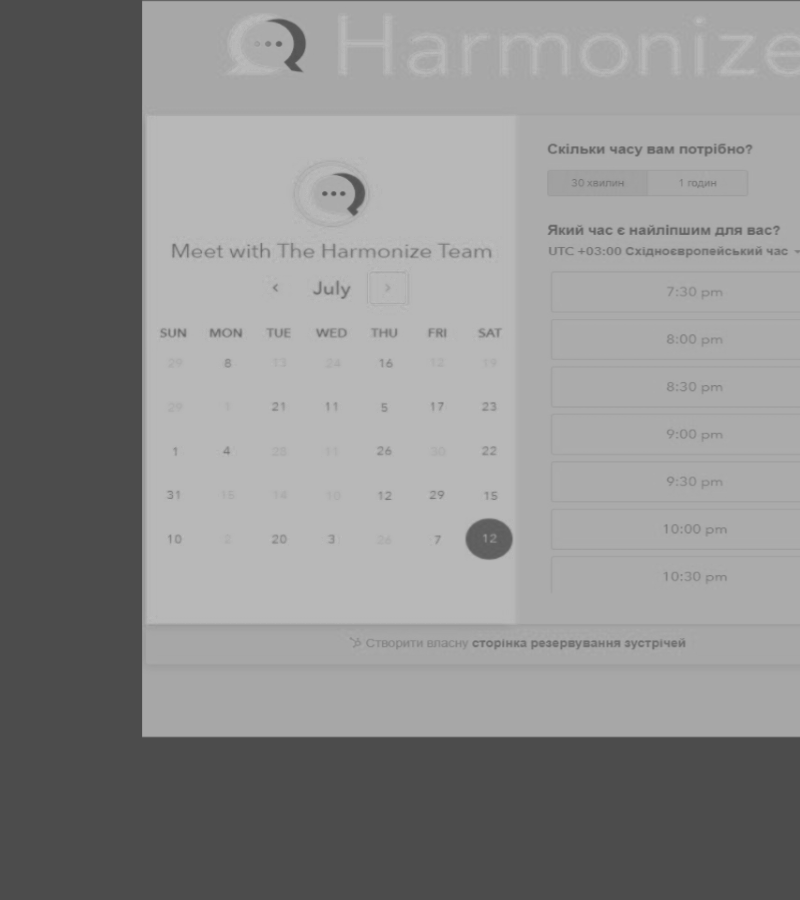 Harmonize
Meet with The Harmonize Team
July
SUN MON TUE WED THU FRI SAT
29 8 13 24 16 12 19
29 1 21 11 5 17 23
1 4 11 26 30 22
31 15 14 10 12 29 15
10 2 20 3 26 7 12
Скільки часу вам потрібно?
30 хвилин 1 годин
Який час є найліпшим для вас?
UTC +03:00 Східноєвропейський час
7:30 pm
8:00 pm
8:30 pm
9:00 pm
9:30 pm
10:00 pm
10:30 pm
Створити власну сторінка резервування зустрічей